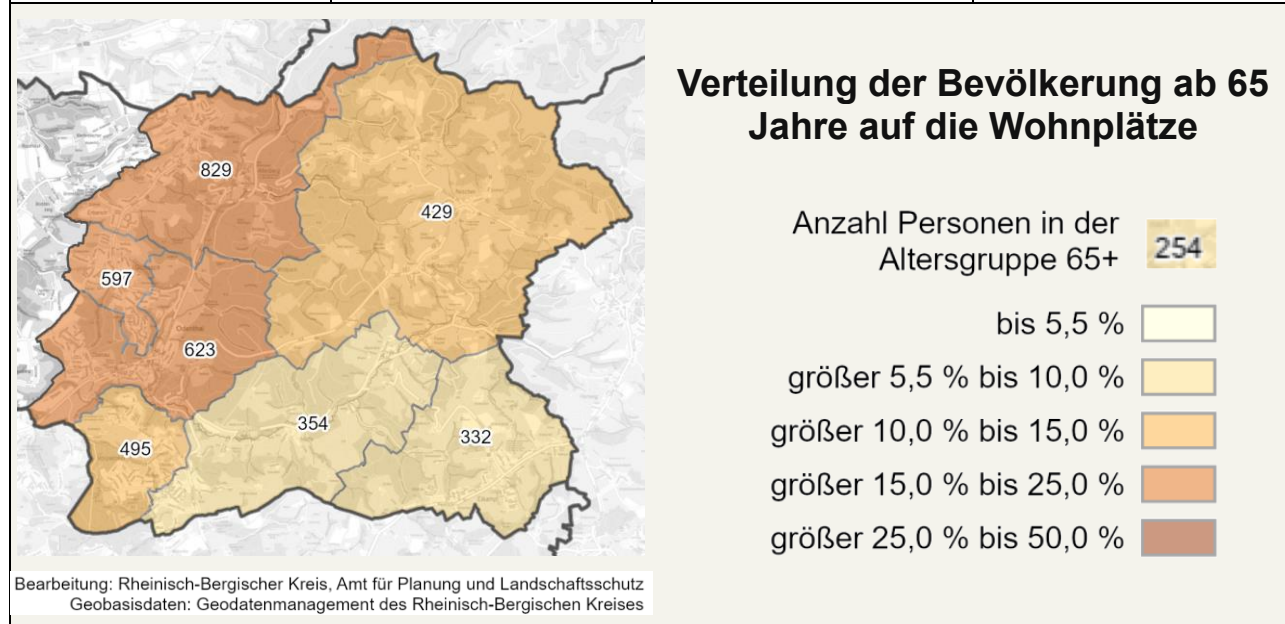 829
429
597
623
354
332
495
Odenthal
Verteilung der Bevölkerung ab 65
Jahre auf die Wohnplätze
Anzahl Personen in der
Altersgruppe 65+
254
bis 5,5 %
größer 5,5 % bis 10,0 %
größer 10,0 % bis 15,0 %
größer 15,0 % bis 25,0 %
größer 25,0 % bis 50,0 %
Bearbeitung: Rheinisch-Bergischer Kreis, Amt für Planung und Landschaftsschutz
Geobasisdaten: Geodatenmanagement des Rheinisch-Bergischen Kreises